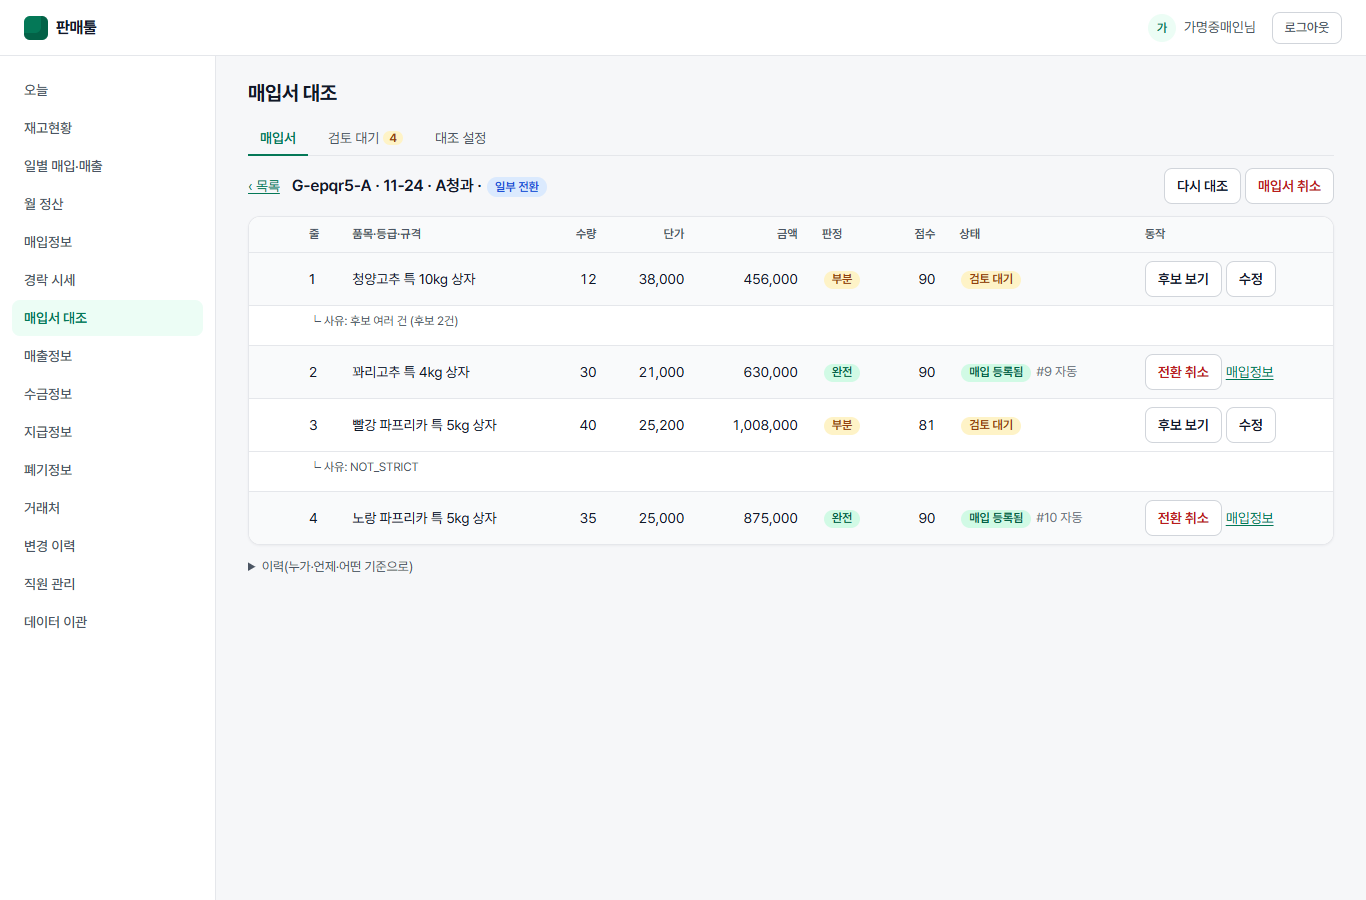 판매툴
가 가명중매인님 로그아웃
오늘
재고현황
일별 매입·매출
월 정산
매입정보
경락 시세
매입서 대조
매출정보
수금정보
지급정보
폐기정보
거래처
변경 이력
직원 관리
데이터 이관
매입서 대조
매입서 검토 대기 4 대조 설정
‹ 목록 G-epqr5-A · 11-24 · A청과 · 일부 전환 다시 대조 매입서 취소
줄 품목·등급·규격 수량 단가 금액 판정 점수 상태 동작
1 청양고추 특 10kg 상자 12 38,000 456,000 부분 90 검토 대기 후보 보기 수정
└ 사유: 후보 여러 건 (후보 2건)
2 꽈리고추 특 4kg 상자 30 21,000 630,000 완전 90 매입 등록됨 #9 자동 전환 취소 매입정보
3 빨강 파프리카 특 5kg 상자 40 25,200 1,008,000 부분 81 검토 대기 후보 보기 수정
└ 사유: NOT_STRICT
4 노랑 파프리카 특 5kg 상자 35 25,000 875,000 완전 90 매입 등록됨 #10 자동 전환 취소 매입정보
▶ 이력(누가·언제·어떤 기준으로)